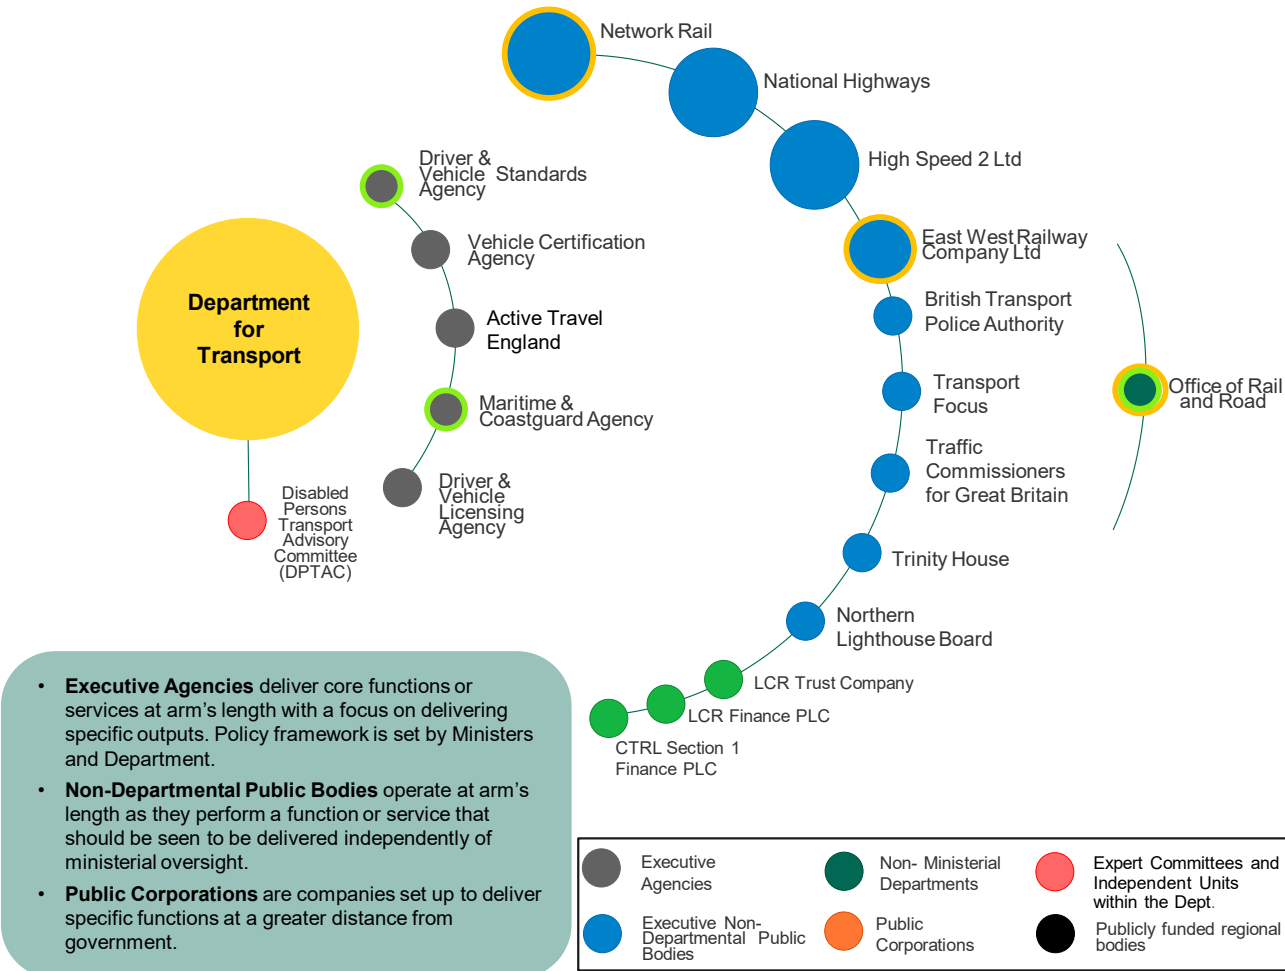 Network Rail
National Highways
High Speed 2 Ltd
East West Railway
Company Ltd
British Transport
Police Authority
Transport
Focus
Traffic
Commissioners
for Great Britain
Trinity House
Northern
Lighthouse Board
LCR Trust Company
LCR Finance PLC
CTRL Section 1
Finance PLC
Driver &
Vehicle Standards
Agency
Vehicle Certification
Agency
Active Travel
England
Maritime &
Coastguard Agency
Driver &
Vehicle
Licensing
Agency
Department
for
Transport
Disabled
Persons
Transport
Advisory
Committee
(DPTAC)
Office of Rail
and Road
• Executive Agencies deliver core functions or
services at arm’s length with a focus on delivering
specific outputs. Policy framework is set by Ministers
and Department.
• Non-Departmental Public Bodies operate at arm’s
length as they perform a function or service that
should be seen to be delivered independently of
ministerial oversight.
• Public Corporations are companies set up to deliver
specific functions at a greater distance from
government.
Executive
Agencies
Non- Ministerial
Departments
Expert Committees and
Independent Units
within the Dept.
Executive Non-
Departmental Public
Bodies
Public
Corporations
Publicly funded regional
bodies